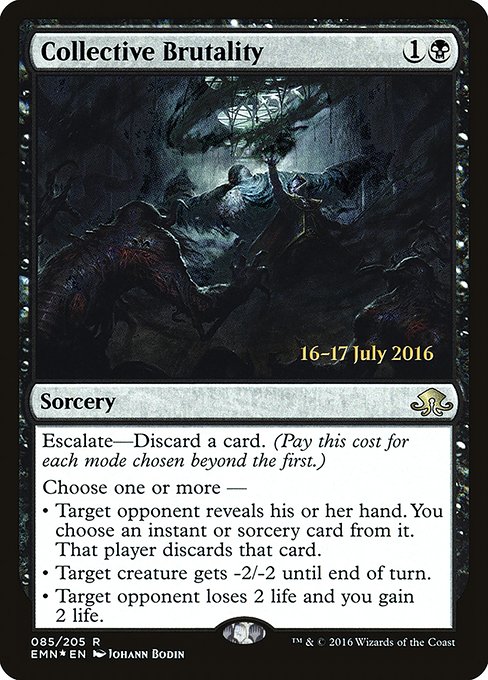 Collective Brutality 1
16–17 July 2016
Sorcery
Escalate—Discard a card. (Pay this cost for
each mode chosen beyond the first.)
Choose one or more —
• Target opponent reveals his or her hand. You
choose an instant or sorcery card from it.
That player discards that card.
• Target creature gets -2/-2 until end of turn.
• Target opponent loses 2 life and you gain
2 life.
085/205 R
EMN★EN Johann Bodin
™ & © 2016 Wizards of the Coast